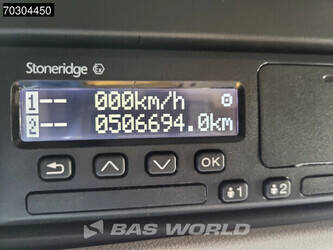 70304450
Stoneridge
1-- 000km/h
2-- 0506694.0km
OK
1 2
BAS WORLD